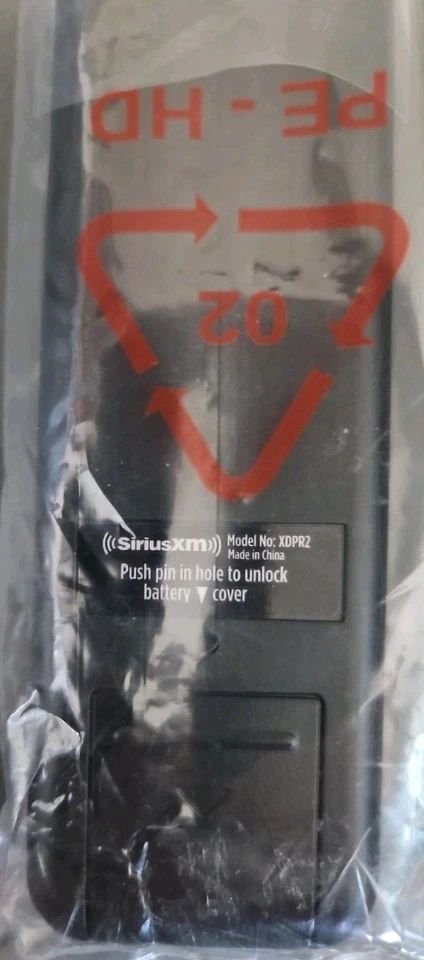 PE-HD
02
((SiriusXM)) Model No: XDPR2
Made in China
Push pin in hole to unlock
battery ▼ cover